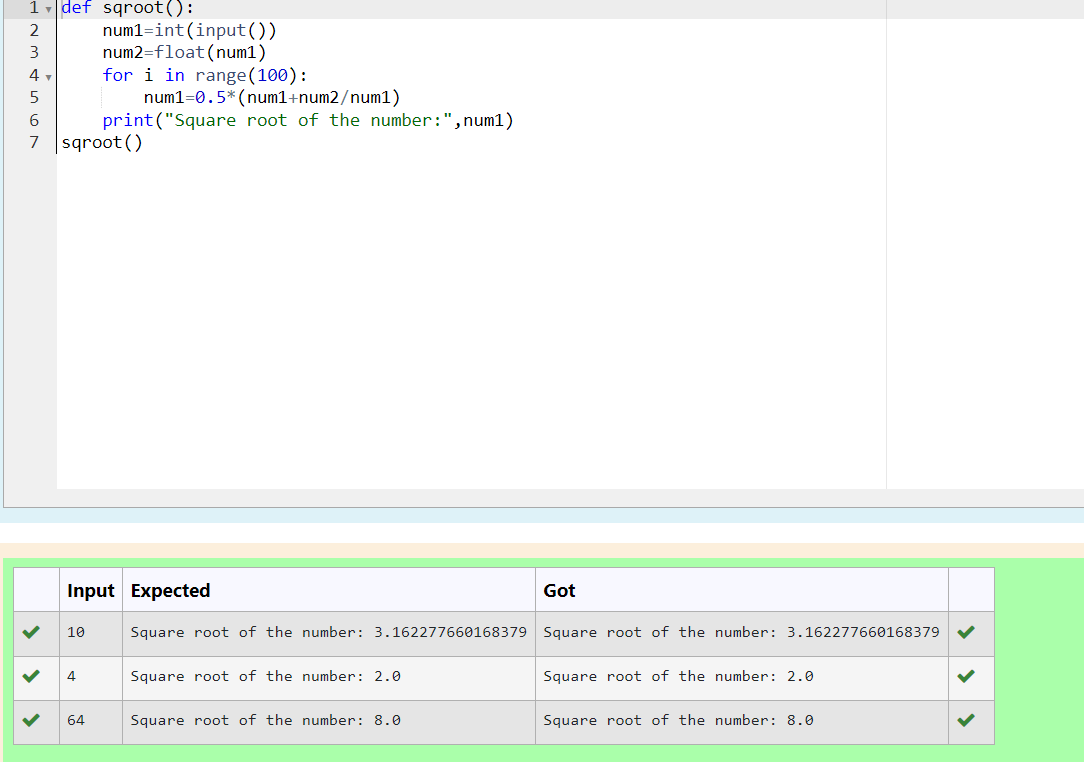 1 def sqroot():
2     num1=int(input())
3     num2=float(num1)
4     for i in range(100):
5         num1=0.5*(num1+num2/num1)
6     print("Square root of the number:",num1)
7 sqroot()
Input Expected Got
10 Square root of the number: 3.162277660168379 Square root of the number: 3.162277660168379
4 Square root of the number: 2.0 Square root of the number: 2.0
64 Square root of the number: 8.0 Square root of the number: 8.0